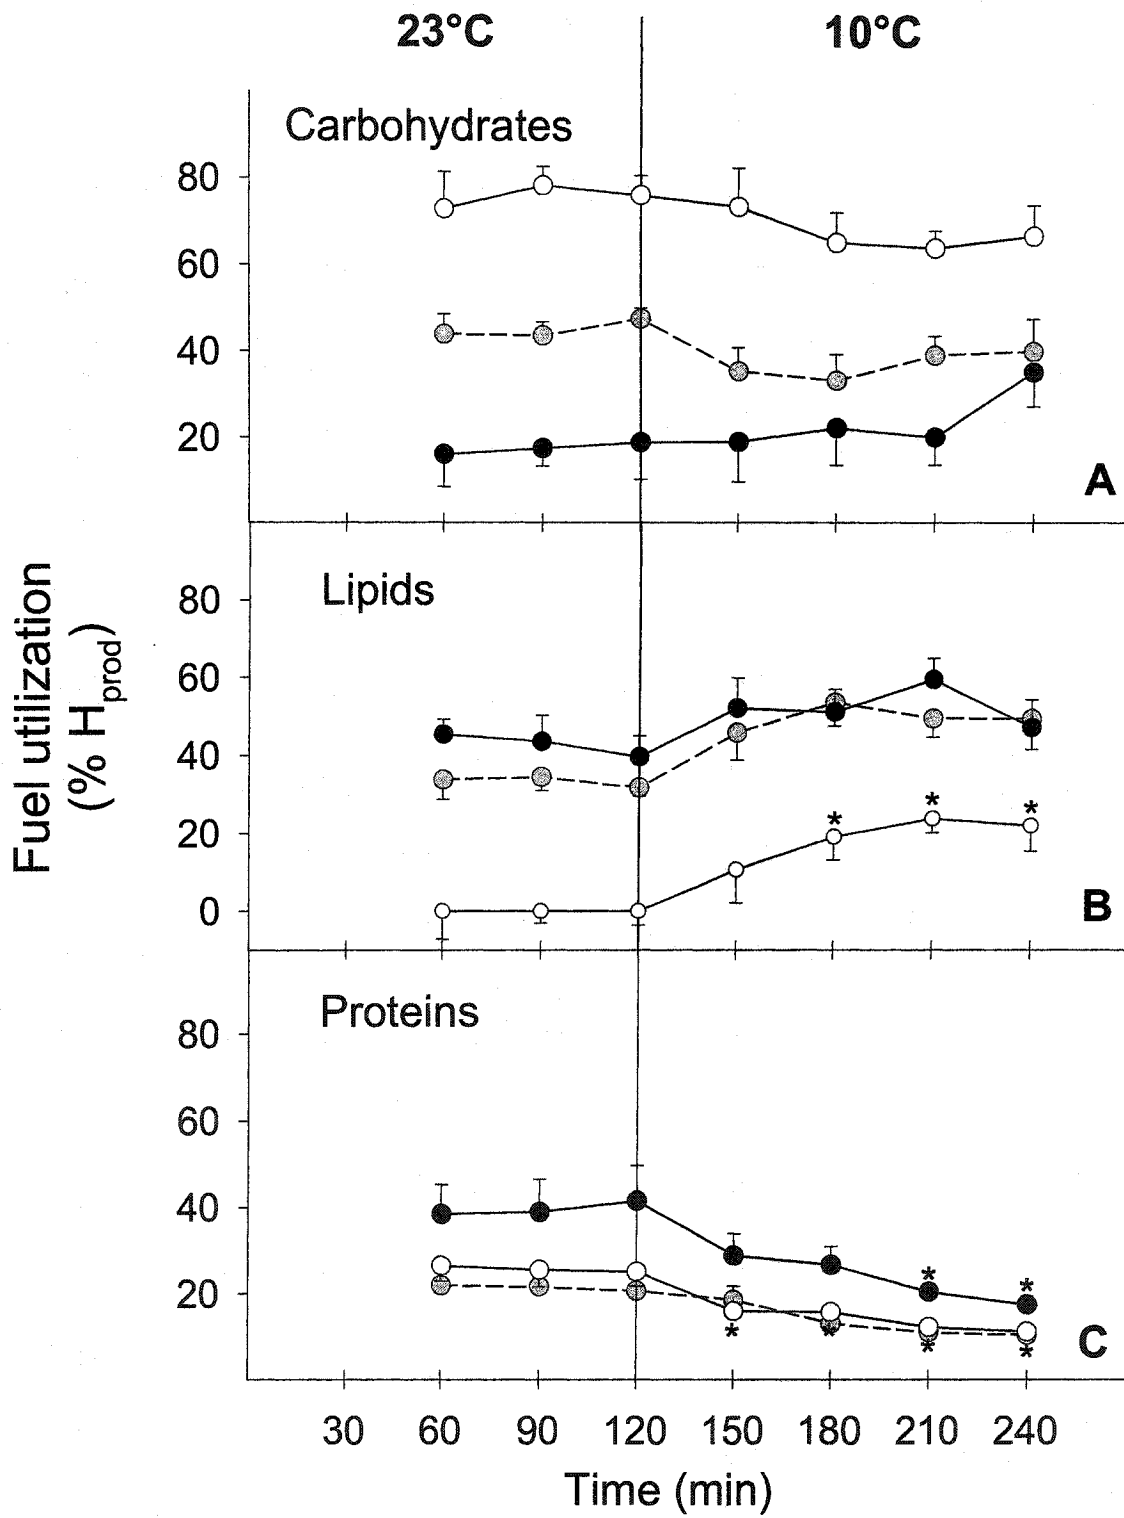 23°C 10°C
Carbohydrates
80
60
40
20
A
Lipids
80
60
40
20
0
B
Proteins
80
60
40
20
C
Fuel utilization
(% Hprod)
30 60 90 120 150 180 210 240
Time (min)